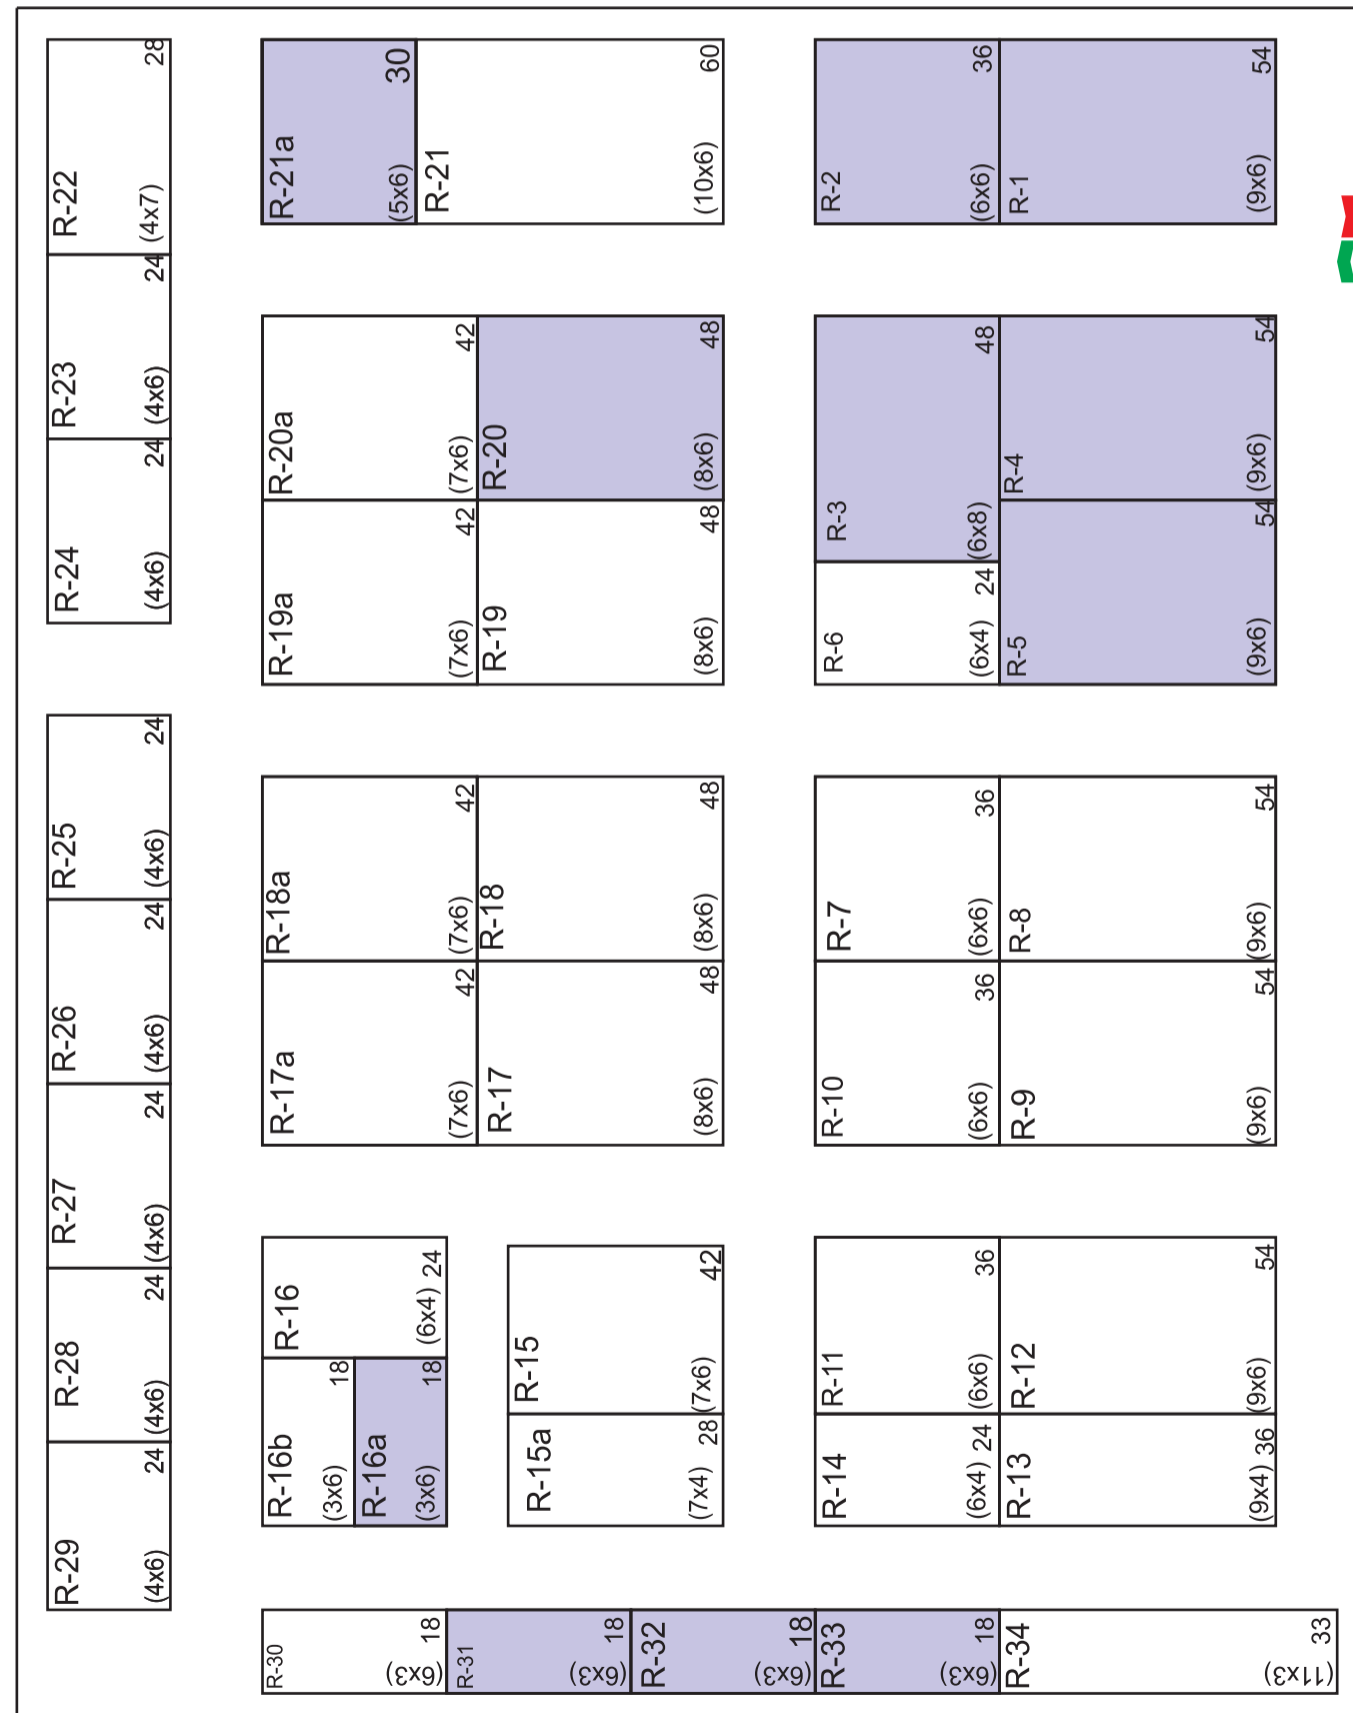 R-22
(4x7)
28
R-23
(4x6)
24
R-24
(4x6)
24
R-25
(4x6)
24
R-26
(4x6)
24
R-27
(4x6)
24
R-28
(4x6)
24
R-29
(4x6)
24
R-21a
(5x6)
30
R-21
(10x6)
60
R-20a
(7x6)
42
R-20
(8x6)
48
R-19a
(7x6)
42
R-19
(8x6)
48
R-18a
(7x6)
42
R-18
(8x6)
48
R-17a
(7x6)
42
R-17
(8x6)
48
R-16
(6x4) 24
R-16b
(3x6)
18
R-16a
(3x6)
18
R-15
(7x6)
42
R-15a
(7x4) 28
R-2
(6x6)
36
R-1
(9x6)
54
R-3
(6x8)
48
R-4
(9x6)
54
R-6
(6x4) 24
R-5
(9x6)
54
R-7
(6x6)
36
R-8
(9x6)
54
R-10
(6x6)
36
R-9
(9x6)
54
R-11
(6x6)
36
R-12
(9x6)
54
R-14
(6x4) 24
R-13
(9x4) 36
R-30
(6x3)
18
R-31
(6x3)
18
R-32
(6x3)
18
R-33
(6x3)
18
R-34
(11x3)
33